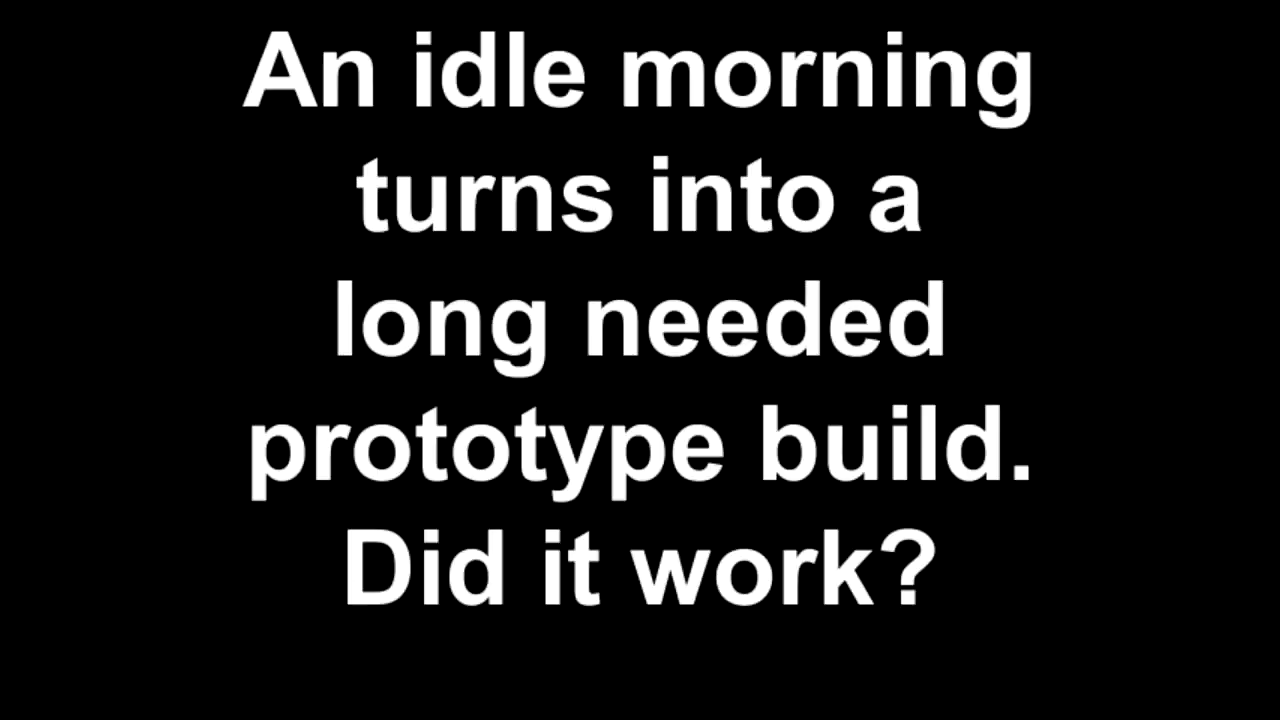 An idle morning
turns into a
long needed
prototype build.
Did it work?